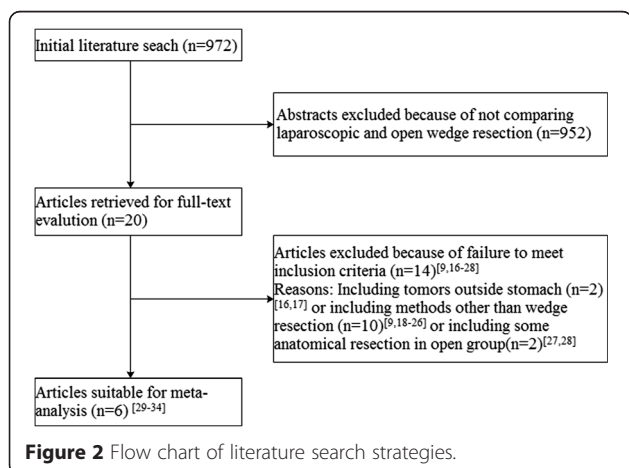 Initial literature seach (n=972)
Abstracts excluded because of not comparing
laparoscopic and open wedge resection (n=952)
Articles retrieved for full-text
evalution (n=20)
Articles excluded because of failure to meet
inclusion criteria (n=14)[9,16-28]
Reasons: Including tomors outside stomach (n=2)
[16,17] or including methods other than wedge
resection (n=10)[9,18-26] or including some
anatomical resection in open group(n=2)[27,28]
Articles suitable for meta-
analysis (n=6) [29-34]
Figure 2 Flow chart of literature search strategies.